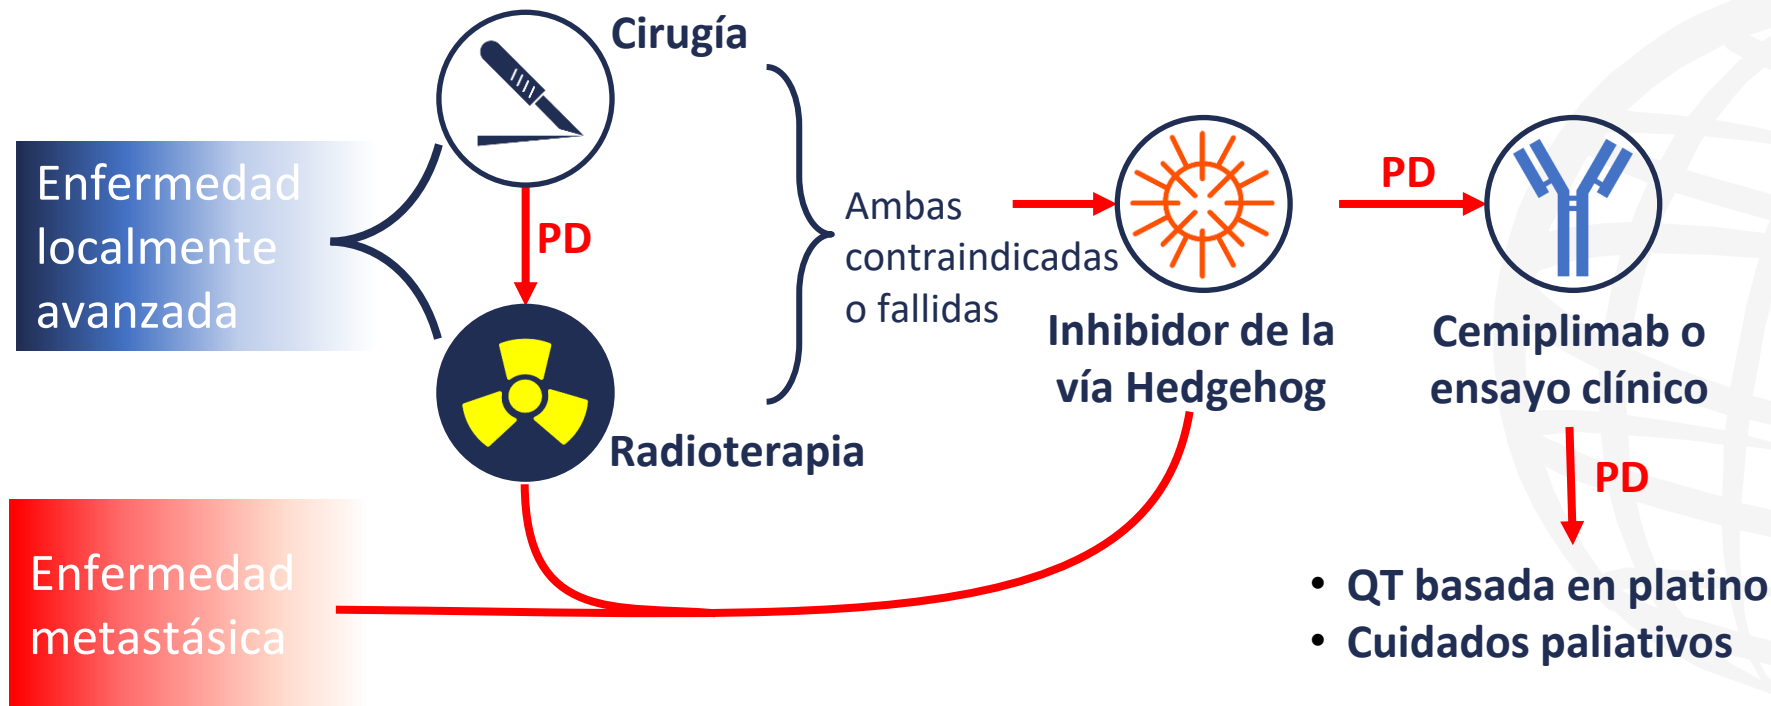 Cirugía
Enfermedad
localmente
avanzada
PD
Radioterapia
Ambas
contraindicadas
o fallidas
Inhibidor de la
vía Hedgehog
PD
Cemiplimab o
ensayo clínico
PD
• QT basada en platino
• Cuidados paliativos
Enfermedad
metastásica